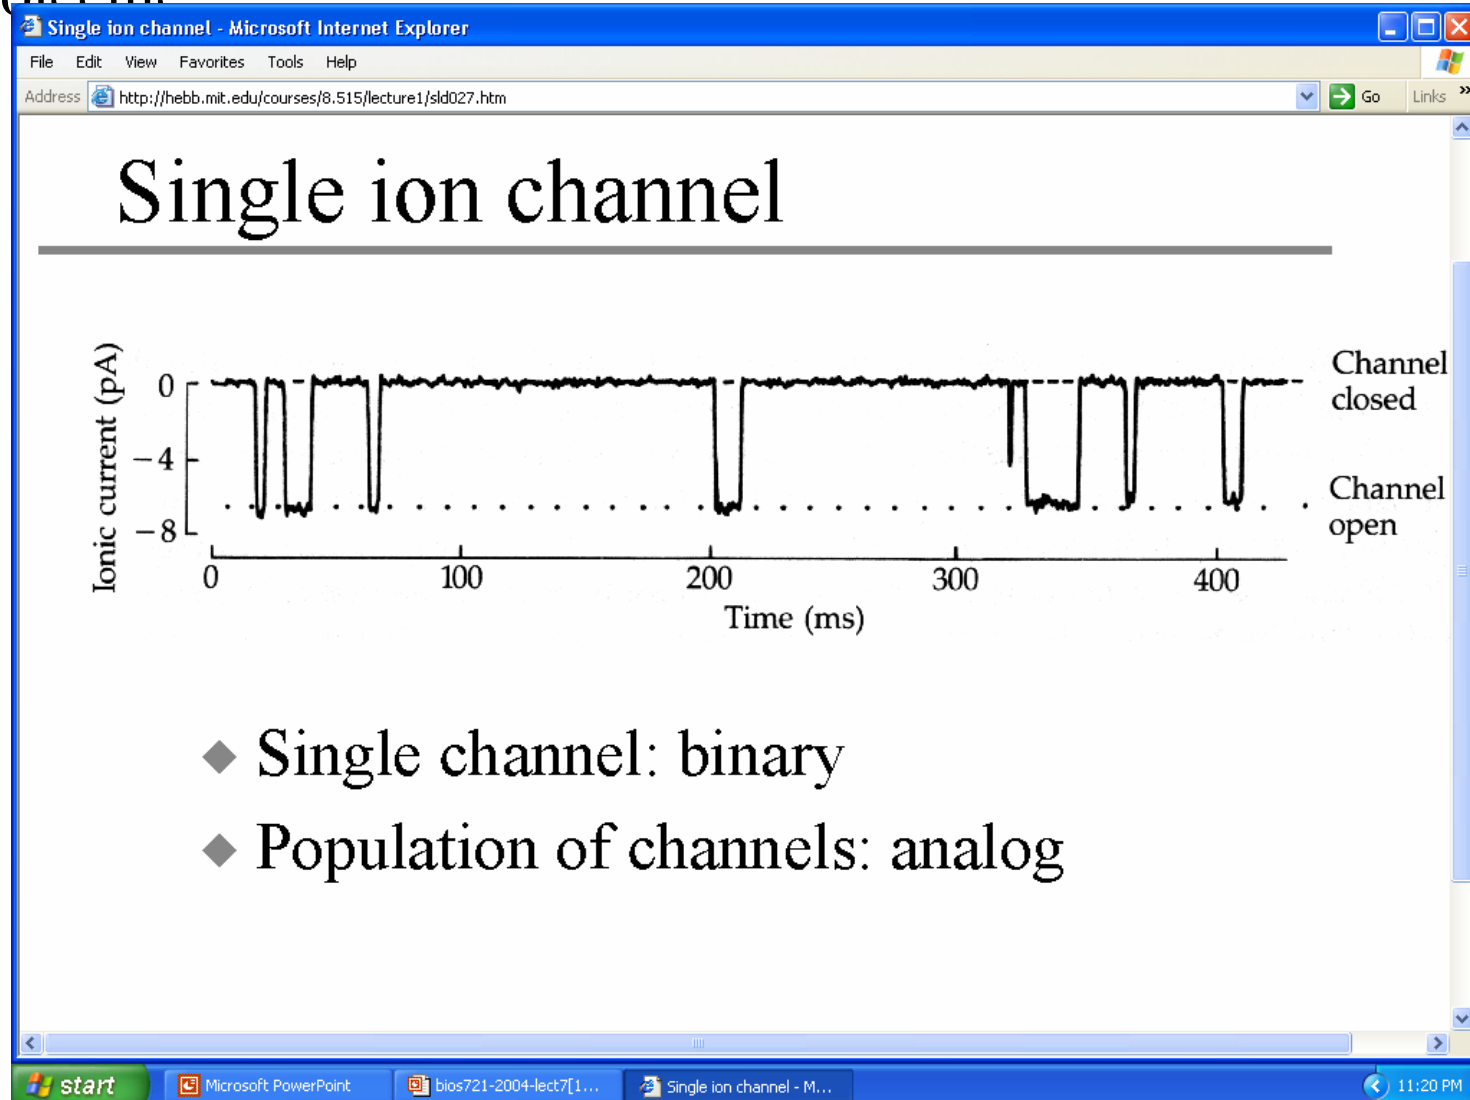 Single ion channel - Microsoft Internet Explorer
File Edit View Favorites Tools Help
Address http://hebb.mit.edu/courses/8.515/lecture1/sld027.htm Go Links »
Single ion channel
Ionic current (pA)
0
−4
−8
Channel
closed
Channel
open
0 100 200 300 400
Time (ms)
Single channel: binary
Population of channels: analog
start Microsoft PowerPoint bios721-2004-lect7[1... Single ion channel - M... 11:20 PM